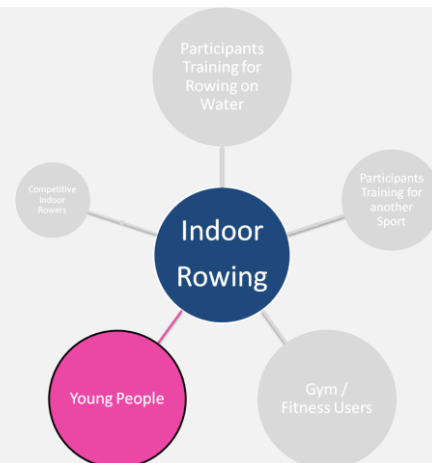 Participants
Training for
Rowing on
Water
Competitive
Indoor
Rowers
Participants
Training for
another
Sport
Indoor
Rowing
Young People
Gym /
Fitness Users